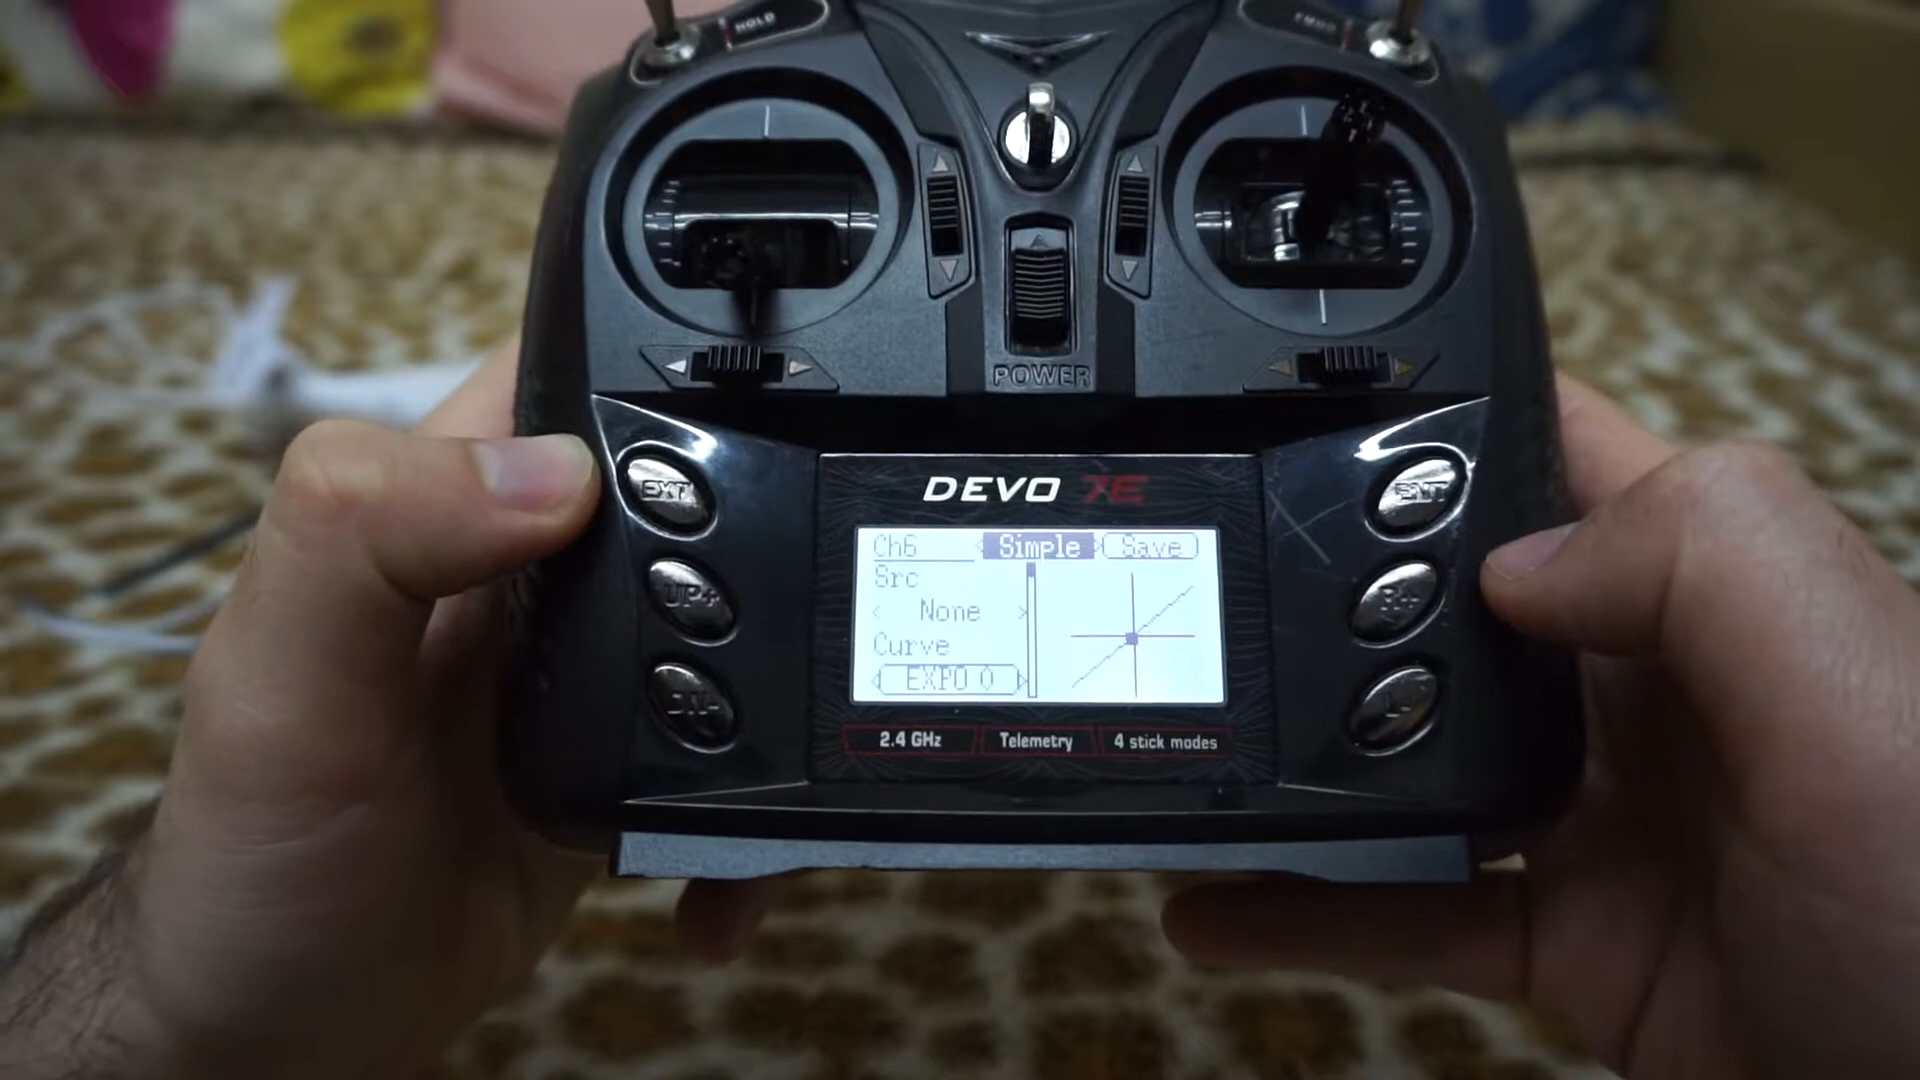 HOLD
POWER
DEVO 7E
EXT
ENT
UP+
R+
DN-
L-
Ch6 Simple Save
Src
None
Curve
EXPO 0
2.4 GHz Telemetry 4 stick modes